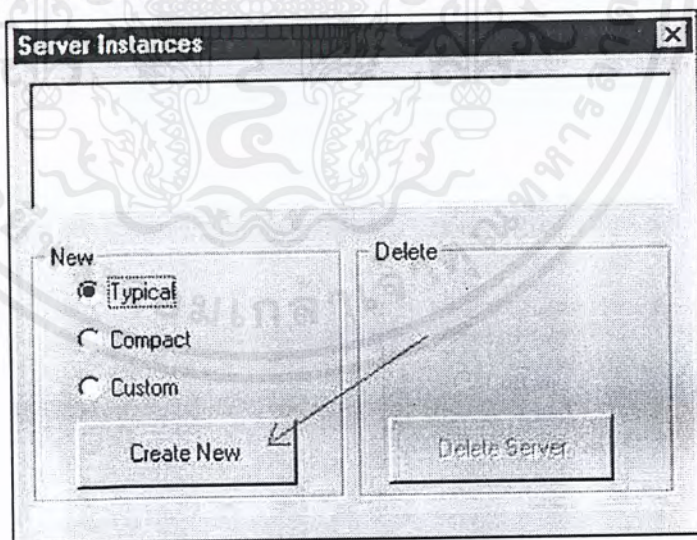 Server Instances
New
Typical
Compact
Custom
Create New
Delete
Delete Server